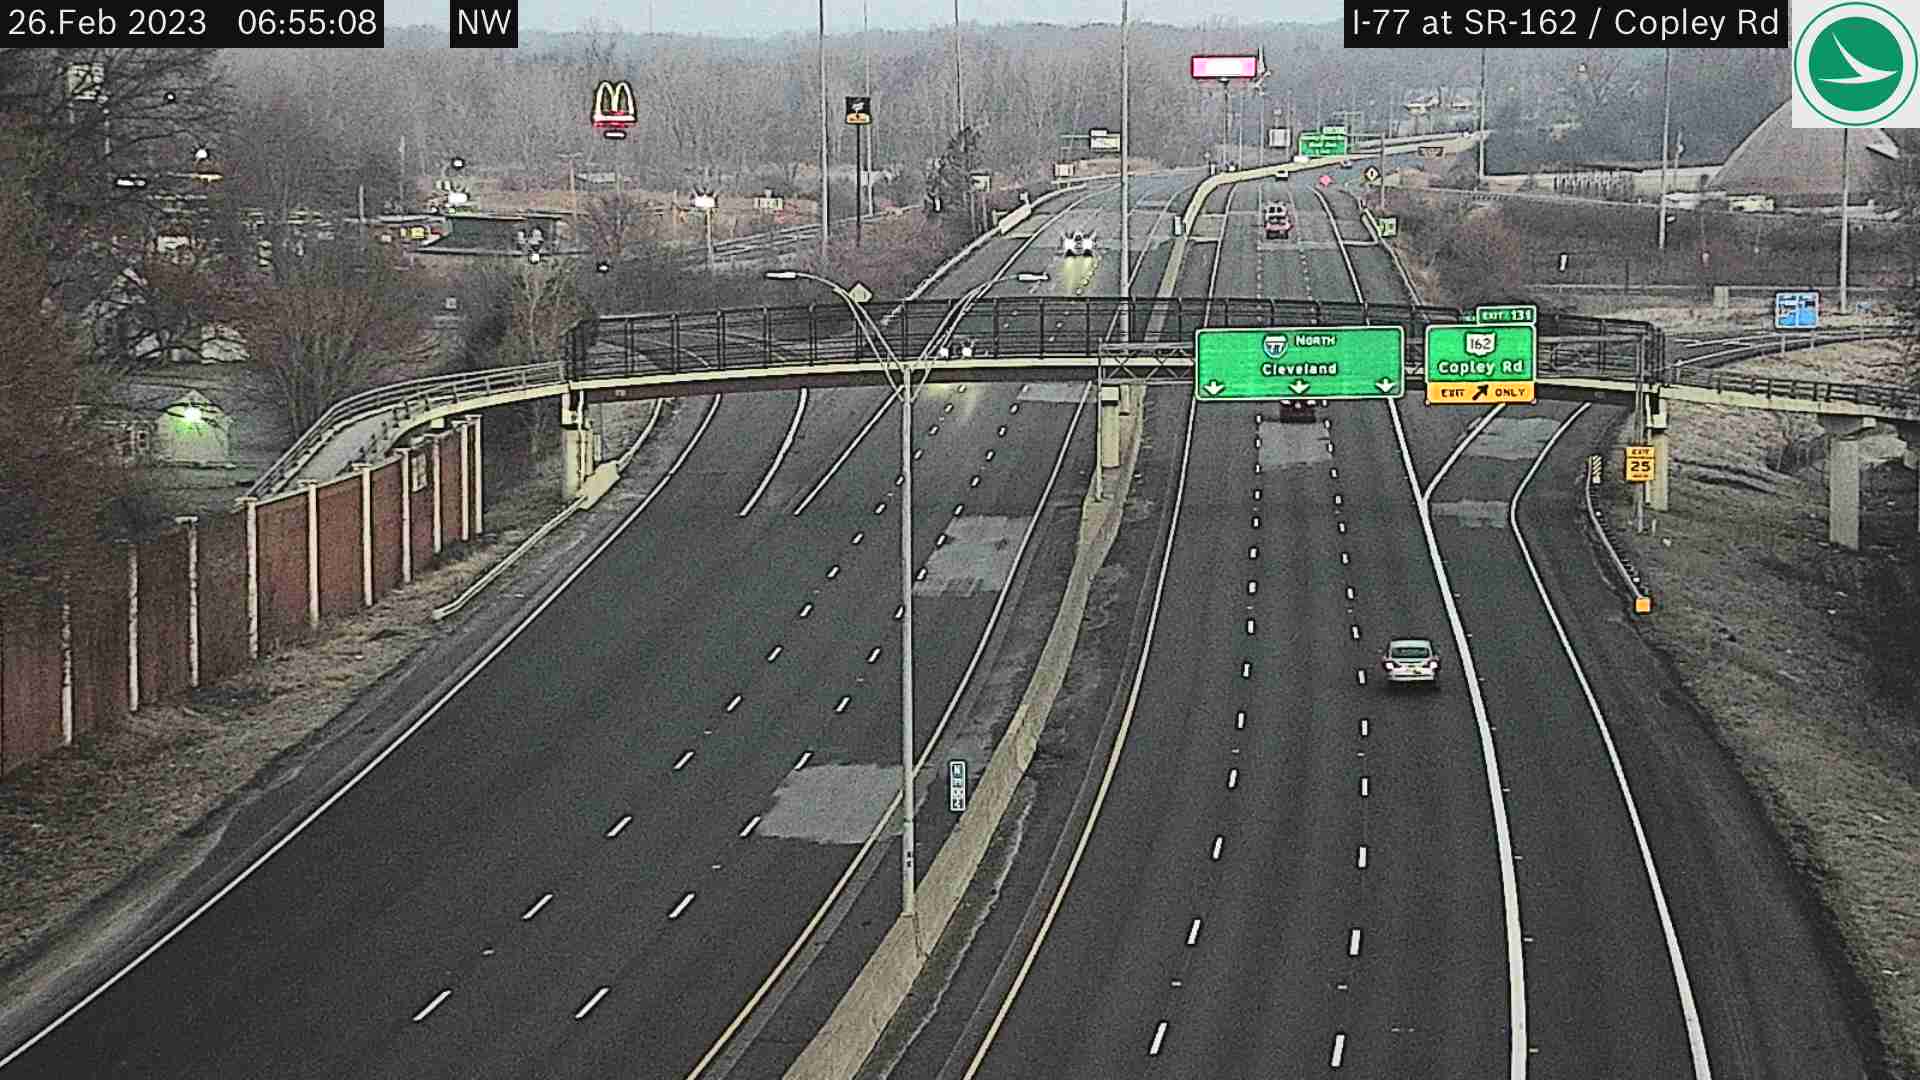 26.Feb 2023 06:55:08
NW
I-77 at SR-162 / Copley Rd
EXIT 131
77 NORTH
Cleveland
162
Copley Rd
EXIT ONLY
EXIT
25